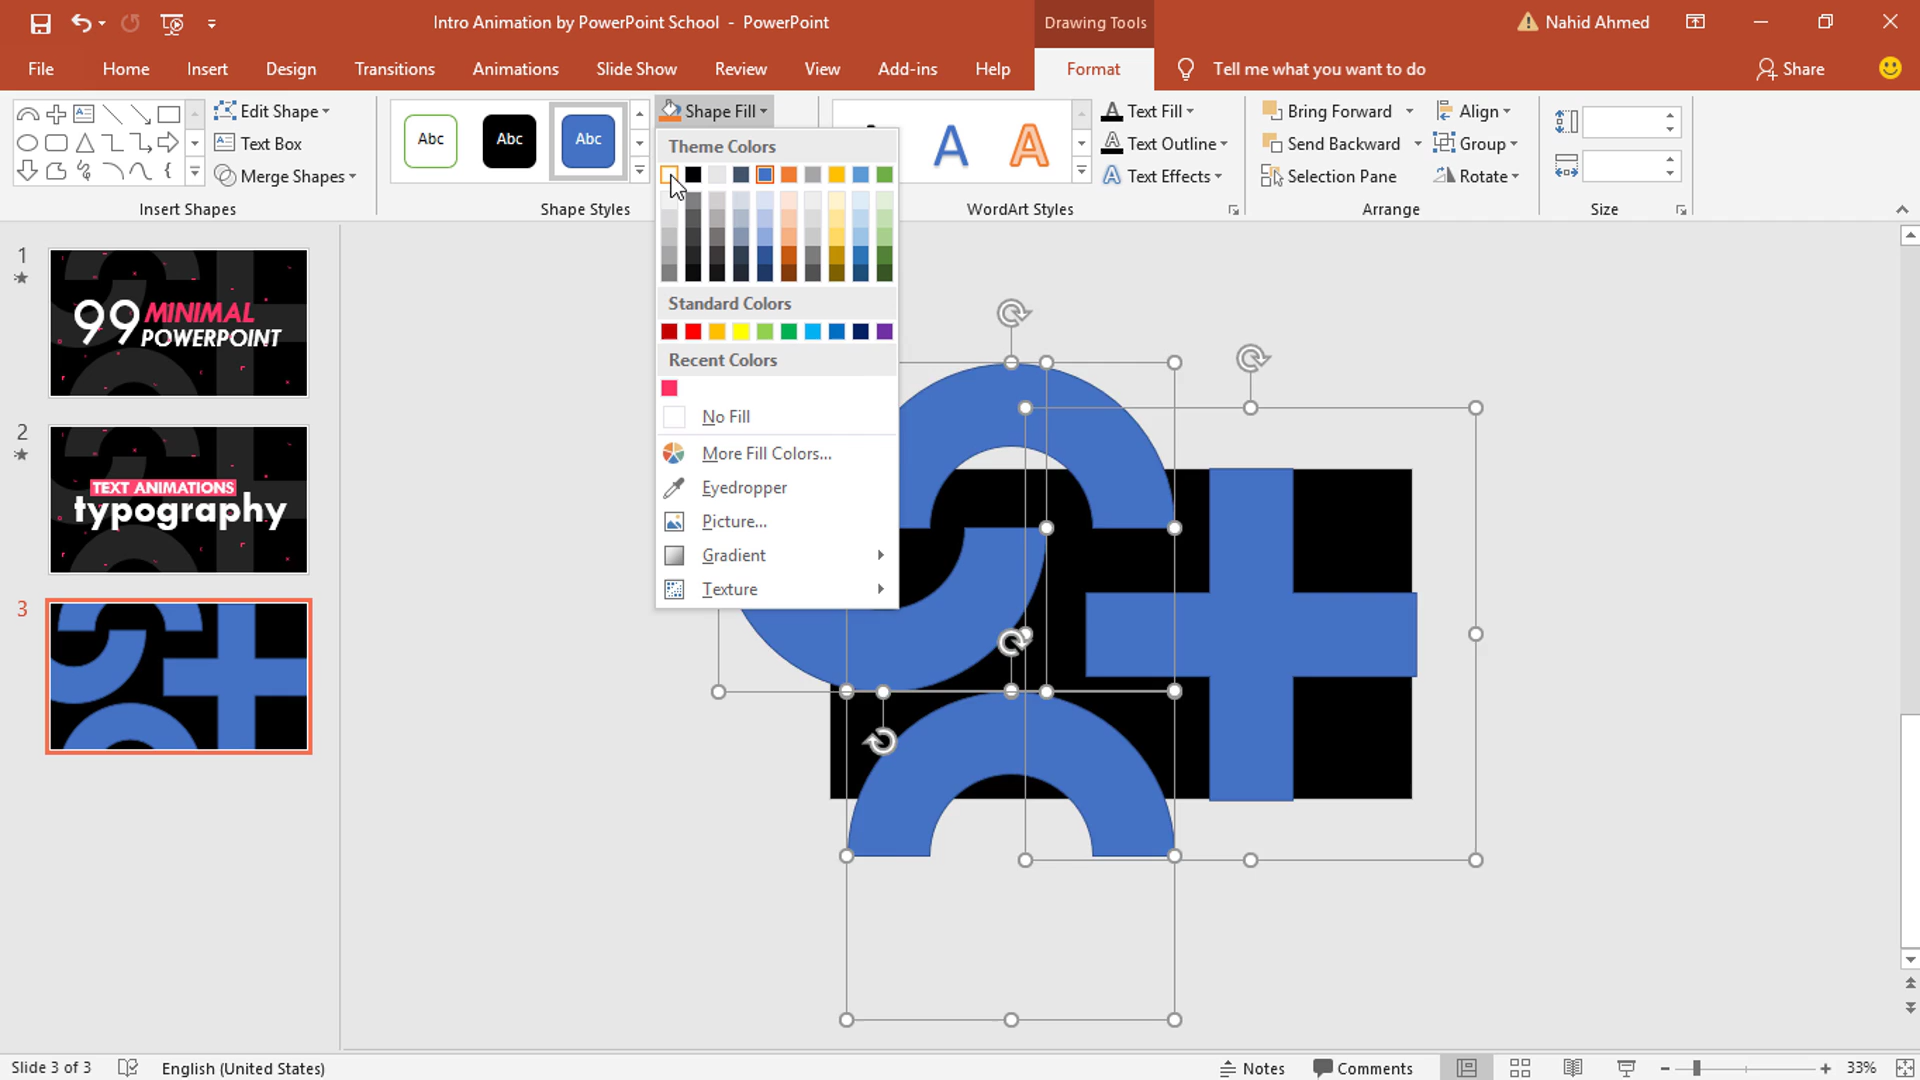 Intro Animation by PowerPoint School - PowerPoint
Drawing Tools
Nahid Ahmed
File Home Insert Design Transitions Animations Slide Show Review View Add-ins Help Format Tell me what you want to do Share
Edit Shape
Text Box
Merge Shapes
Insert Shapes
Abc Abc Abc
Shape Styles
Shape Fill
Theme Colors
Standard Colors
Recent Colors
No Fill
More Fill Colors...
Eyedropper
Picture...
Gradient
Texture
A A
WordArt Styles
Text Fill
Text Outline
Text Effects
Bring Forward
Send Backward
Selection Pane
Align
Group
Rotate
Arrange
Size
1
99 MINIMAL
POWERPOINT
2
TEXT ANIMATIONS
typography
3
Slide 3 of 3
English (United States)
Notes
Comments
33%